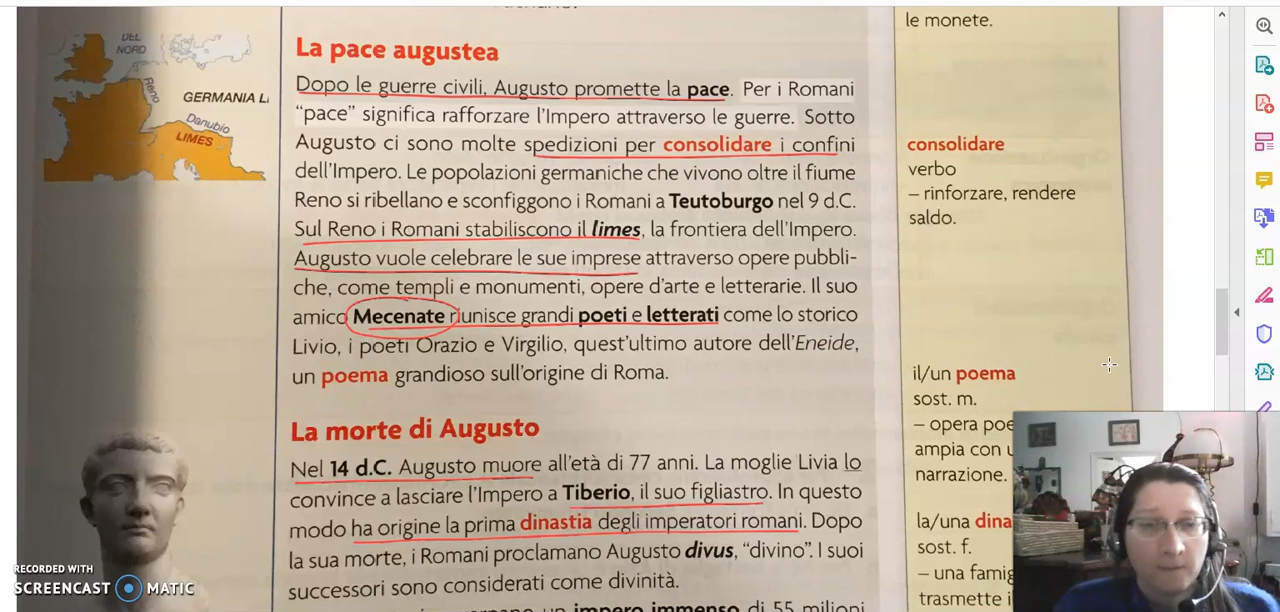 le monete.
DEL
NORD
Reno
GERMANIA LI
Danubio
LIMES
La pace augustea
Dopo le guerre civili, Augusto promette la pace. Per i Romani
“pace” significa rafforzare l’Impero attraverso le guerre. Sotto
Augusto ci sono molte spedizioni per consolidare i confini
dell’Impero. Le popolazioni germaniche che vivono oltre il fiume
Reno si ribellano e sconfiggono i Romani a Teutoburgo nel 9 d.C.
Sul Reno i Romani stabiliscono il limes, la frontiera dell’Impero.
Augusto vuole celebrare le sue imprese attraverso opere pubbli-
che, come templi e monumenti, opere d’arte e letterarie. Il suo
amico Mecenate riunisce grandi poeti e letterati come lo storico
Livio, i poeti Orazio e Virgilio, quest’ultimo autore dell’Eneide,
un poema grandioso sull’origine di Roma.
La morte di Augusto
Nel 14 d.C. Augusto muore all’età di 77 anni. La moglie Livia lo
convince a lasciare l’Impero a Tiberio, il suo figliastro. In questo
modo ha origine la prima dinastia degli imperatori romani. Dopo
la sua morte, i Romani proclamano Augusto divus, “divino”. I suoi
successori sono considerati come divinità.
un impero immenso di 55 milioni
consolidare
verbo
– rinforzare, rendere
saldo.
il/un poema
sost. m.
– opera poe
ampia con
narrazione.
la/una dina
sost. f.
– una famig
trasmette i
RECORDED WITH
SCREENCAST MATIC